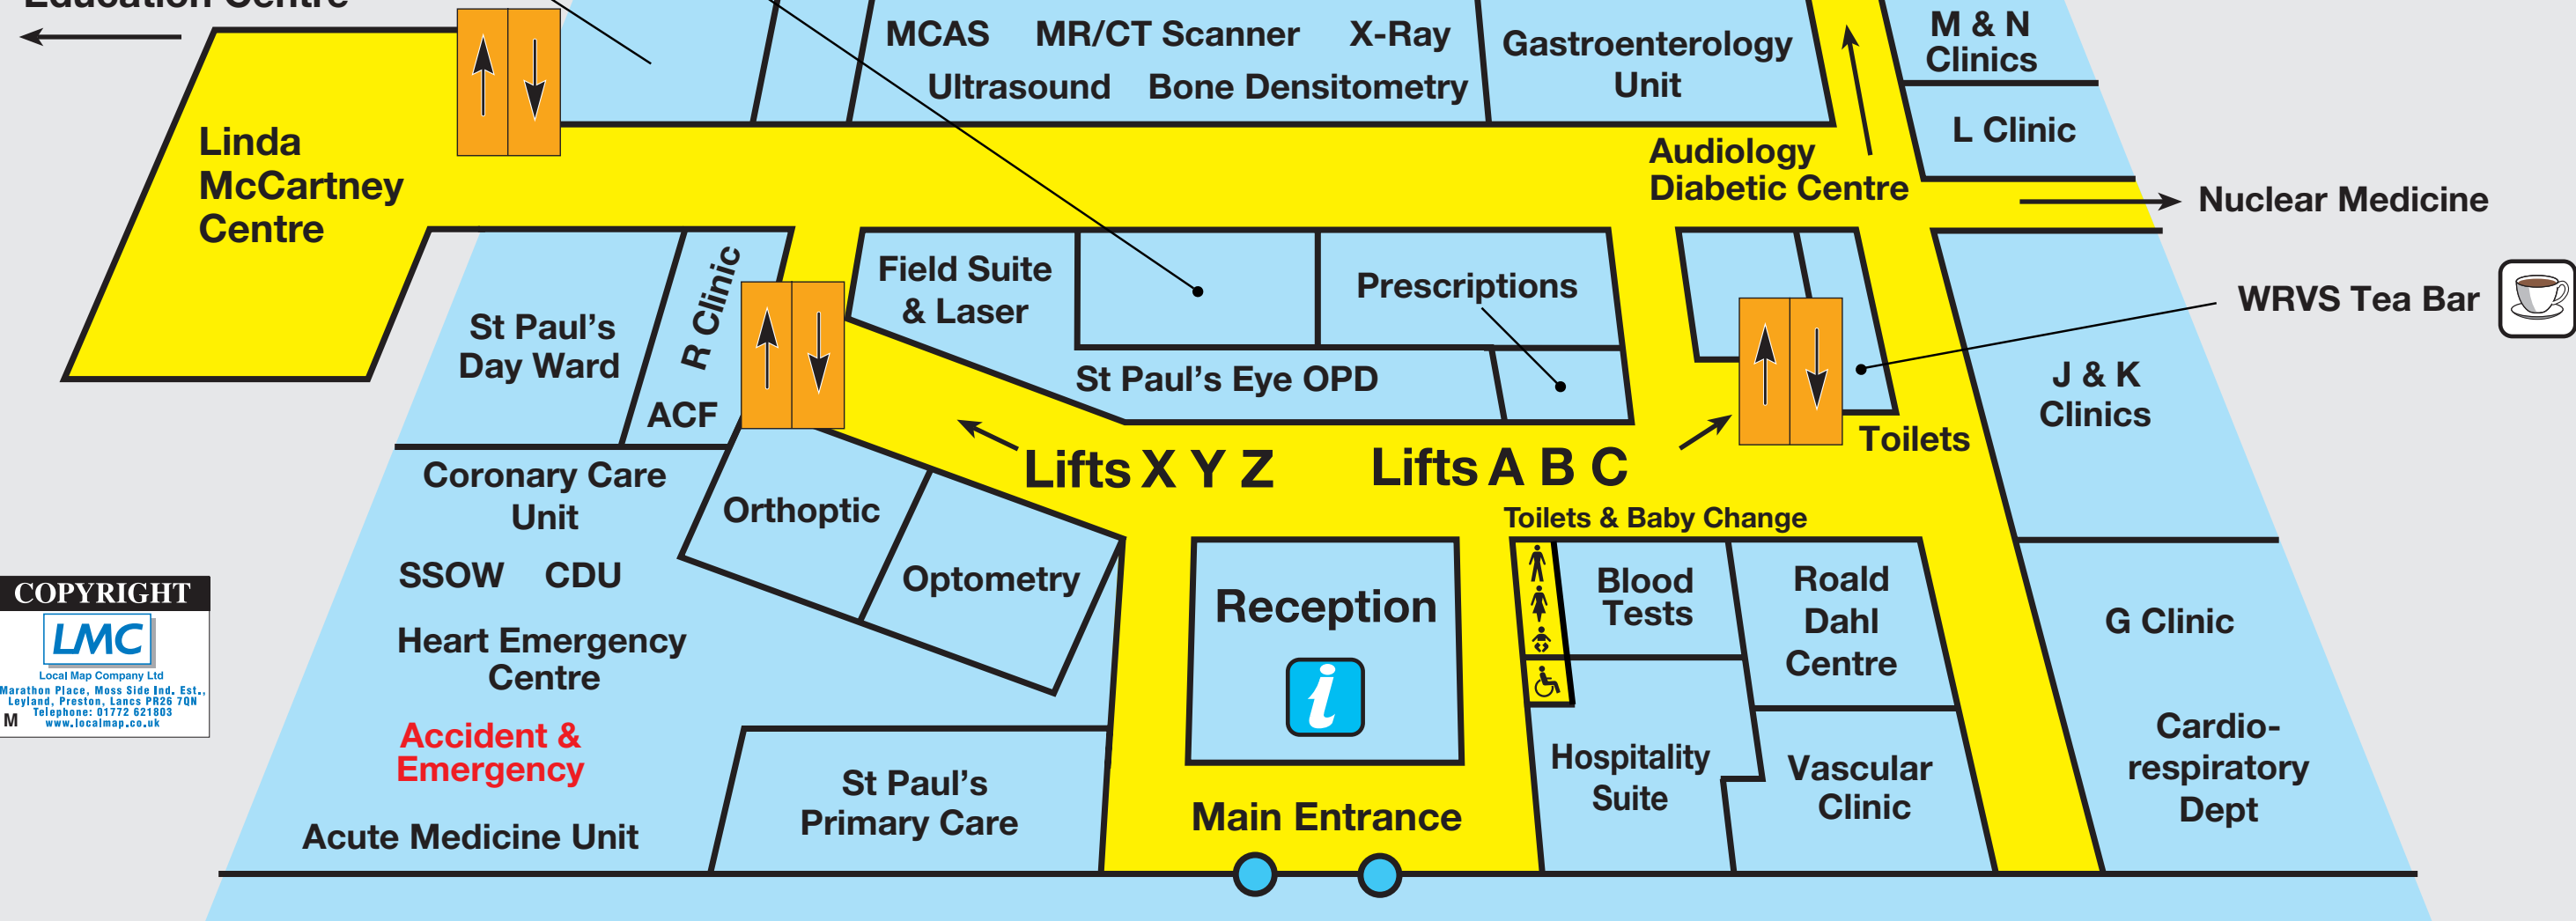 Education Centre
MCAS MR/CT Scanner X-Ray
Ultrasound Bone Densitometry
Gastroenterology
Unit
M & N
Clinics
L Clinic
Linda
McCartney
Centre
Audiology
Diabetic Centre
Nuclear Medicine
WRVS Tea Bar
St Paul's
Day Ward
R Clinic
ACF
Field Suite
& Laser
Prescriptions
St Paul's Eye OPD
J & K
Clinics
Toilets
Lifts X Y Z
Lifts A B C
Coronary Care
Unit
SSOW CDU
Heart Emergency
Centre
Accident &
Emergency
Acute Medicine Unit
Orthoptic
Optometry
Toilets & Baby Change
Reception
i
Blood
Tests
Roald
Dahl
Centre
G Clinic
Cardio-
respiratory
Dept
Hospitality
Suite
Vascular
Clinic
St Paul's
Primary Care
Main Entrance
COPYRIGHT
LMC
Local Map Company Ltd
Marathon Place, Moss Side Ind. Est.,
Leyland, Preston, Lancs PR26 7QN
Telephone: 01772 621803
M www.localmap.co.uk